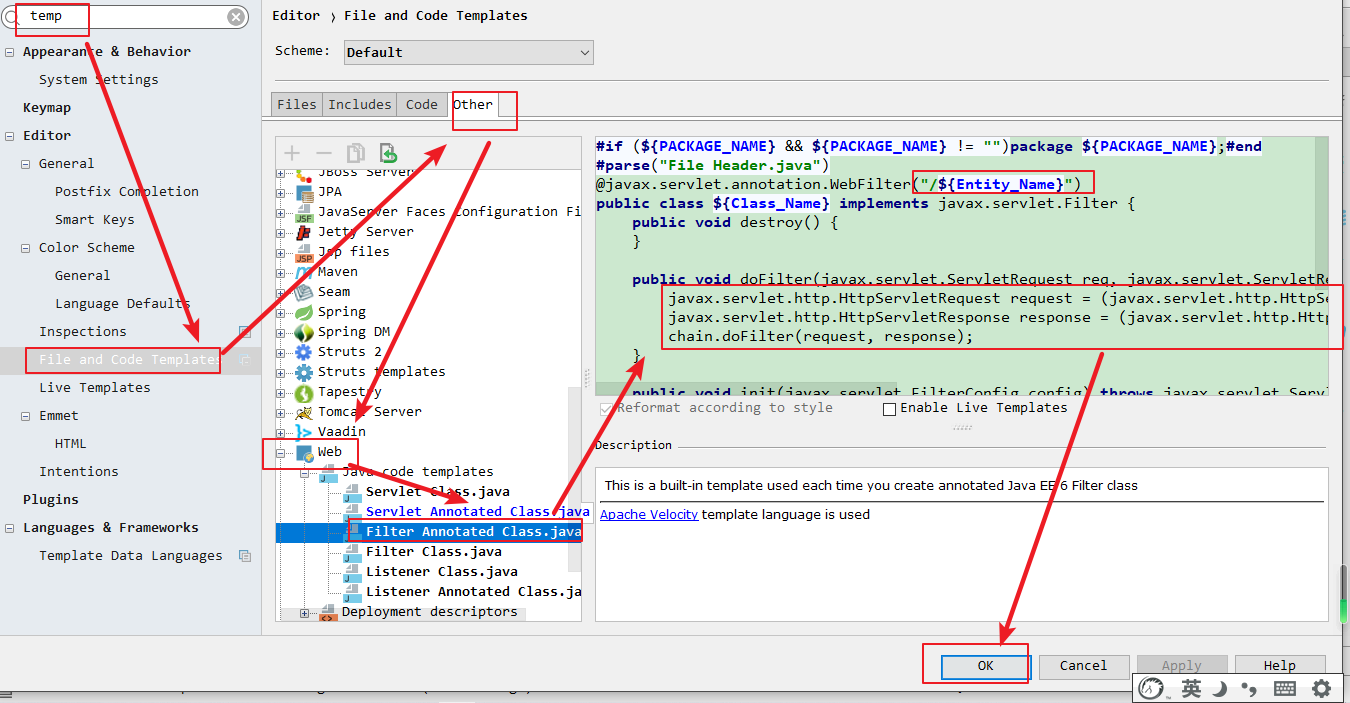 temp
Appearance & Behavior
System Settings
Keymap
Editor
General
Postfix Completion
Smart Keys
Color Scheme
General
Language Defaults
Inspections
File and Code Templates
Live Templates
Emmet
HTML
Intentions
Plugins
Languages & Frameworks
Template Data Languages
Editor › File and Code Templates
Scheme: Default
Files Includes Code Other
JBoss Server
JPA
JavaServer Faces Configuration Fi
Jetty Server
Jsp files
Maven
Seam
Spring
Spring DM
Struts 2
Struts templates
Tapestry
Tomcat Server
Vaadin
Web
Java code templates
Servlet Class.java
Servlet Annotated Class.java
Filter Annotated Class.java
Filter Class.java
Listener Class.java
Listener Annotated Class.ja
Deployment descriptors
#if (${PACKAGE_NAME} && ${PACKAGE_NAME} != "")package ${PACKAGE_NAME};#end
#parse("File Header.java")
@javax.servlet.annotation.WebFilter("/${Entity_Name}")
public class ${Class_Name} implements javax.servlet.Filter {
public void destroy() {
}
public void doFilter(javax.servlet.ServletRequest req, javax.servlet.ServletRe
javax.servlet.http.HttpServletRequest request = (javax.servlet.http.HttpSe
javax.servlet.http.HttpServletResponse response = (javax.servlet.http.Http
chain.doFilter(request, response);
}
public void init(javax.servlet.FilterConfig config) throws javax.servlet.Servl
Reformat according to style
Enable Live Templates
Description
This is a built-in template used each time you create annotated Java EE 6 Filter class
Apache Velocity template language is used
OK Cancel Apply Help
英